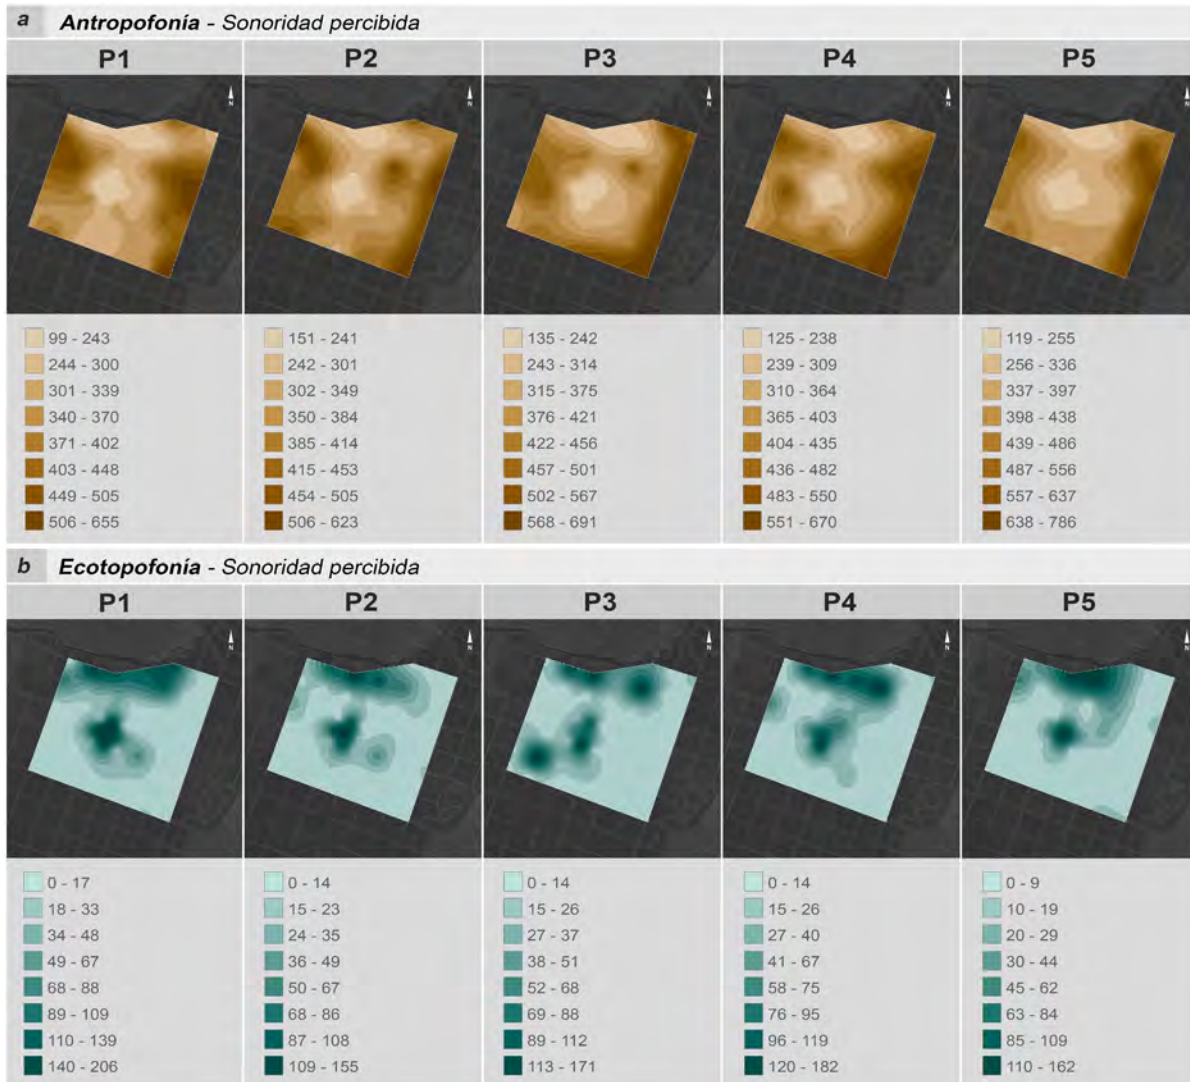 a Antropofonía - Sonoridad percibida
P1 P2 P3 P4 P5
N N N N N
99 - 243 151 - 241 135 - 242 125 - 238 119 - 255
244 - 300 242 - 301 243 - 314 239 - 309 256 - 336
301 - 339 302 - 349 315 - 375 310 - 364 337 - 397
340 - 370 350 - 384 376 - 421 365 - 403 398 - 438
371 - 402 385 - 414 422 - 456 404 - 435 439 - 486
403 - 448 415 - 453 457 - 501 436 - 482 487 - 556
449 - 505 454 - 505 502 - 567 483 - 550 557 - 637
506 - 655 506 - 623 568 - 691 551 - 670 638 - 786
b Ecotopofonía - Sonoridad percibida
P1 P2 P3 P4 P5
N N N N N
0 - 17 0 - 14 0 - 14 0 - 14 0 - 9
18 - 33 15 - 23 15 - 26 15 - 26 10 - 19
34 - 48 24 - 35 27 - 37 27 - 40 20 - 29
49 - 67 36 - 49 38 - 51 41 - 67 30 - 44
68 - 88 50 - 67 52 - 68 58 - 75 45 - 62
89 - 109 68 - 86 69 - 88 76 - 95 63 - 84
110 - 139 87 - 108 89 - 112 96 - 119 85 - 109
140 - 206 109 - 155 113 - 171 120 - 182 110 - 162